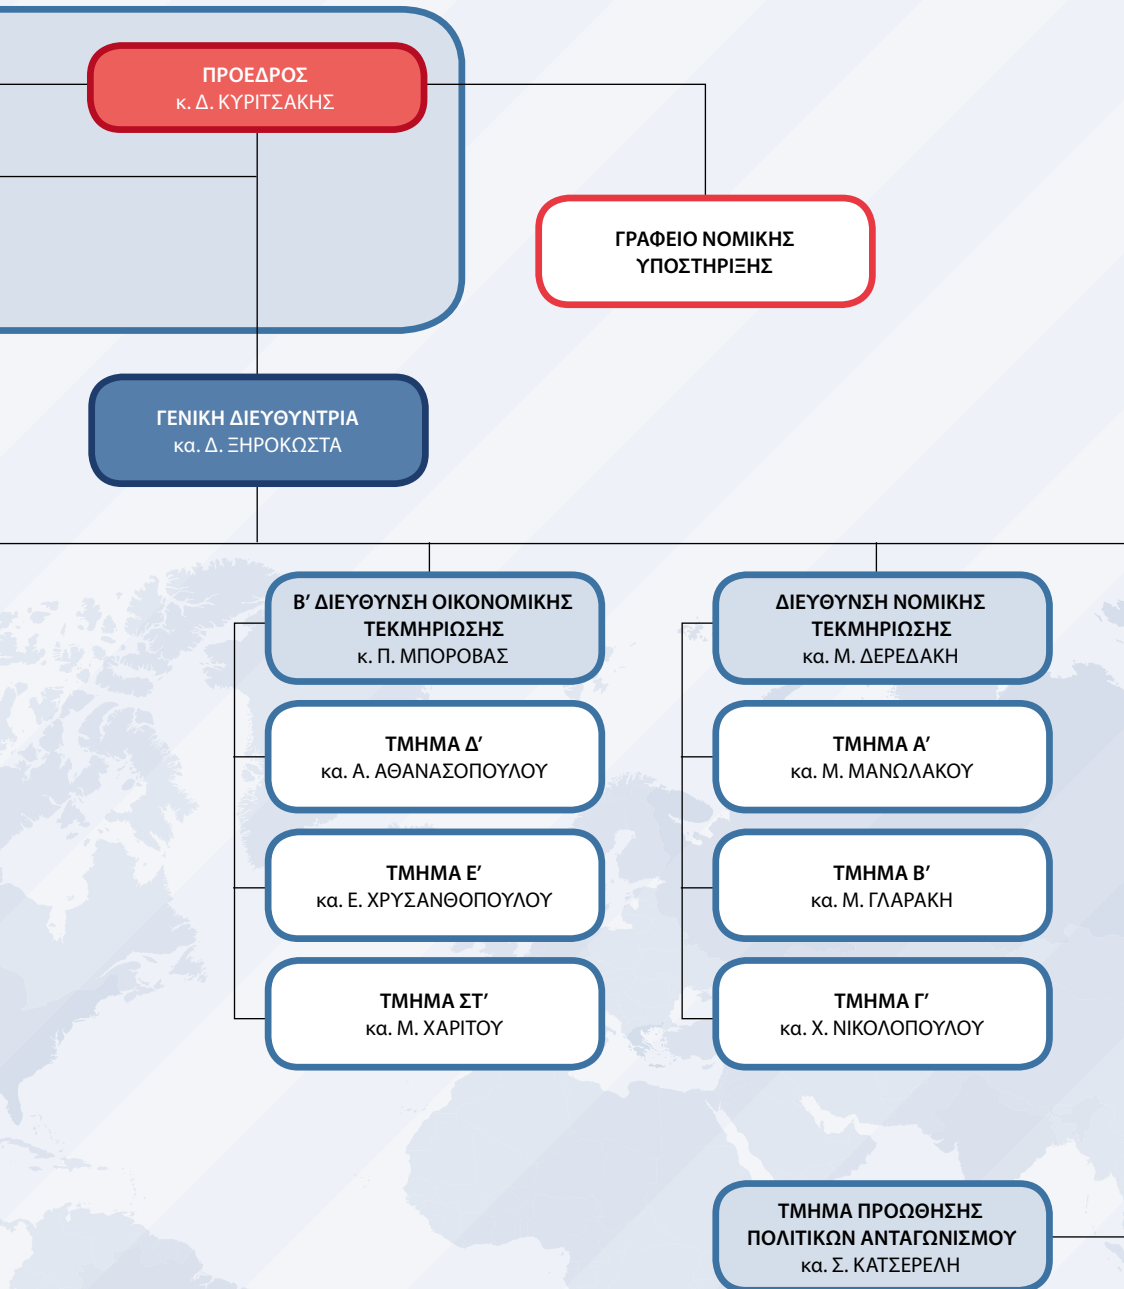 ΠΡΟΕΔΡΟΣ
κ. Δ. ΚΥΡΙΤΣΑΚΗΣ
ΓΡΑΦΕΙΟ ΝΟΜΙΚΗΣ
ΥΠΟΣΤΗΡΙΞΗΣ
ΓΕΝΙΚΗ ΔΙΕΥΘΥΝΤΡΙΑ
κα. Δ. ΞΗΡΟΚΩΣΤΑ
Β’ ΔΙΕΥΘΥΝΣΗ ΟΙΚΟΝΟΜΙΚΗΣ
ΤΕΚΜΗΡΙΩΣΗΣ
κ. Π. ΜΠΟΡΟΒΑΣ
ΤΜΗΜΑ Δ’
κα. Α. ΑΘΑΝΑΣΟΠΟΥΛΟΥ
ΤΜΗΜΑ Ε’
κα. Ε. ΧΡΥΣΑΝΘΟΠΟΥΛΟΥ
ΤΜΗΜΑ ΣΤ’
κα. Μ. ΧΑΡΙΤΟΥ
ΔΙΕΥΘΥΝΣΗ ΝΟΜΙΚΗΣ
ΤΕΚΜΗΡΙΩΣΗΣ
κα. Μ. ΔΕΡΕΔΑΚΗ
ΤΜΗΜΑ Α’
κα. Μ. ΜΑΝΩΛΑΚΟΥ
ΤΜΗΜΑ Β’
κα. Μ. ΓΛΑΡΑΚΗ
ΤΜΗΜΑ Γ’
κα. Χ. ΝΙΚΟΛΟΠΟΥΛΟΥ
ΤΜΗΜΑ ΠΡΟΩΘΗΣΗΣ
ΠΟΛΙΤΙΚΩΝ ΑΝΤΑΓΩΝΙΣΜΟΥ
κα. Σ. ΚΑΤΣΕΡΕΛΗ